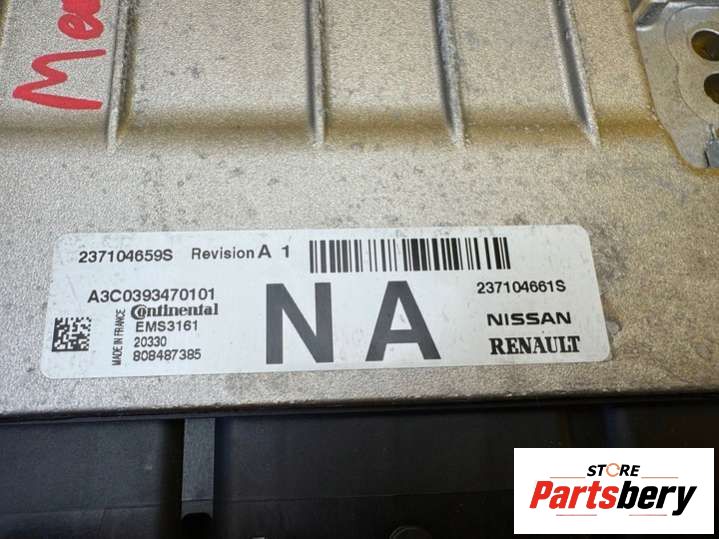 237104659S Revision A 1
A3C0393470101
Continental
EMS3161
20330
808487385
MADE IN FRANCE
NA
237104661S
NISSAN
RENAULT
STORE
Partsbery